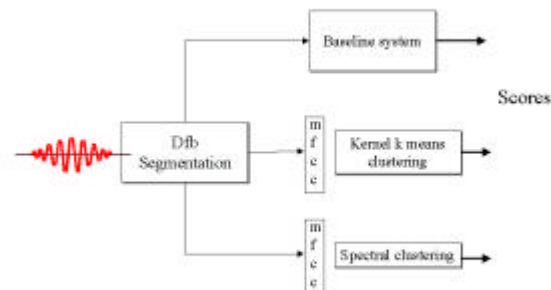 Baseline system
Scores
Dfb
Segmentation
m
f
c
c
Kernel k means
clustering
m
f
c
c
Spectral clustering